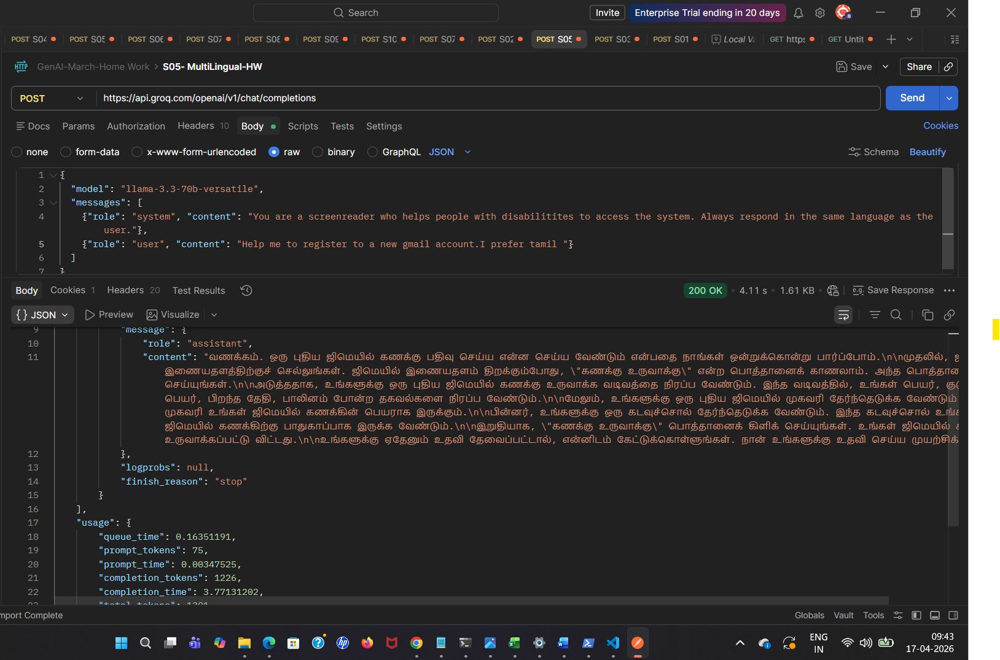 Search
Invite
Enterprise Trial ending in 20 days
POST S04
POST S05
POST S06
POST S07
POST S08
POST S09
POST S10
POST S07
POST S02
POST S05
POST S03
POST S01
Local Va
GET https
GET Untit
GenAI-March-Home Work > S05- MultiLingual-HW
Save
Share
POST
https://api.groq.com/openai/v1/chat/completions
Send
Docs Params Authorization Headers 10 Body Scripts Tests Settings
Cookies
none form-data x-www-form-urlencoded raw binary GraphQL JSON
Schema Beautify
1 {
2 "model": "llama-3.3-70b-versatile",
3 "messages": [
4 {"role": "system", "content": "You are a screenreader who helps people with disabilitites to access the system. Always respond in the same language as the
user."},
5 {"role": "user", "content": "Help me to register to a new gmail account.I prefer tamil "}
6 ]
7 }
Body Cookies 1 Headers 20 Test Results
200 OK • 4.11 s • 1.61 KB
e.g. Save Response
{} JSON Preview Visualize
9 "message": {
10 "role": "assistant",
11 "content": "வணக்கம். ஒரு புதிய ஜிமெயில் கணக்கு பதிவு செய்ய என்ன செய்ய வேண்டும் என்பதை நாங்கள் ஒன்றுக்கொன்று பார்ப்போம்.\n\nமுதலில்,
இணையதளத்திற்குச் செல்லுங்கள். ஜிமெயில் இணையதளம் திறக்கும்போது, \"கணக்கு உருவாக்கு\" என்ற பொத்தானைக் காணலாம். அந்த
செய்யுங்கள்.\n\nஅடுத்ததாக, உங்களுக்கு ஒரு புதிய ஜிமெயில் கணக்கு உருவாக்க வடிவத்தை நிரப்ப வேண்டும். இந்த வடிவத்தில், உங்கள் பெயர்,
பெயர், பிறந்த தேதி, பாலினம் போன்ற தகவல்களை நிரப்ப வேண்டும்.\n\nமேலும், உங்களுக்கு ஒரு புதிய ஜிமெயில் முகவரி தேர்ந்தெடுக்க வேண்டும்
முகவரி உங்கள் ஜிமெயில் கணக்கின் பெயராக இருக்கும்.\n\nபின்னர், உங்களுக்கு ஒரு கடவுச்சொல் தேர்ந்தெடுக்க வேண்டும். இந்த கடவுச்சொல்
ஜிமெயில் கணக்கிற்கு பாதுகாப்பாக இருக்க வேண்டும்.\n\nஇறுதியாக, \"கணக்கு உருவாக்கு\" பொத்தானைக் கிளிக் செய்யுங்கள். உங்கள் ஜிமெயில்
உருவாக்கப்பட்டு விட்டது.\n\nஉங்களுக்கு ஏதேனும் உதவி தேவைப்பட்டால், என்னிடம் கேட்டுக்கொள்ளுங்கள். நான் உங்களுக்கு உதவி செய்ய
12 },
13 "logprobs": null,
14 "finish_reason": "stop"
15 }
16 ],
17 "usage": {
18 "queue_time": 0.16351191,
19 "prompt_tokens": 75,
20 "prompt_time": 0.00347525,
21 "completion_tokens": 1226,
22 "completion_time": 3.77131202,
23 "total_tokens": 1301
mport Complete
Globals Vault Tools
ENG
IN
09:43
17-04-2026